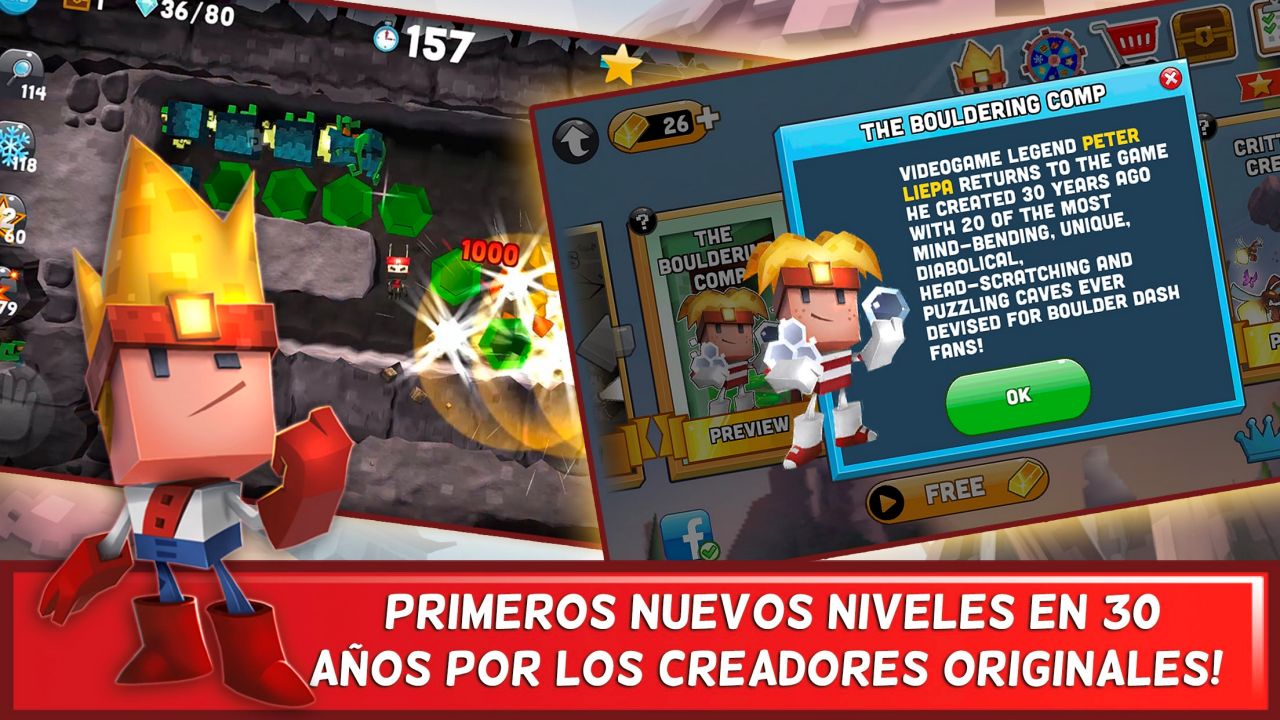 1
36/80
157
114
118
2
60
79
1000
26
THE BOULDERING COMP
VIDEOGAME LEGEND PETER
LIEPA RETURNS TO THE GAME
HE CREATED 30 YEARS AGO
WITH 20 OF THE MOST
MIND-BENDING, UNIQUE,
DIABOLICAL,
HEAD-SCRATCHING AND
PUZZLING CAVES EVER
DEVISED FOR BOULDER DASH
FANS!
OK
?
THE
COMP
PREVIEW
FREE
f
?
PRIMEROS NUEVOS NIVELES EN 30
AÑOS POR LOS CREADORES ORIGINALES!